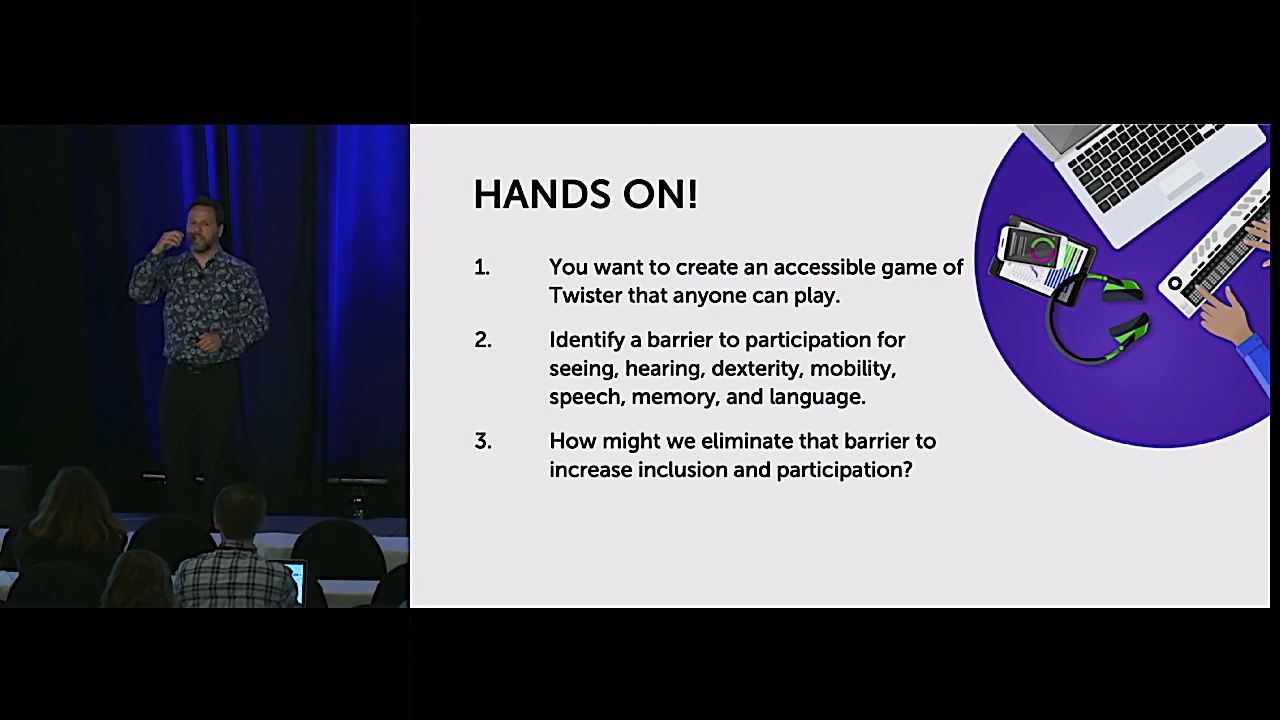 HANDS ON!
1. You want to create an accessible game of
Twister that anyone can play.
2. Identify a barrier to participation for
seeing, hearing, dexterity, mobility,
speech, memory, and language.
3. How might we eliminate that barrier to
increase inclusion and participation?